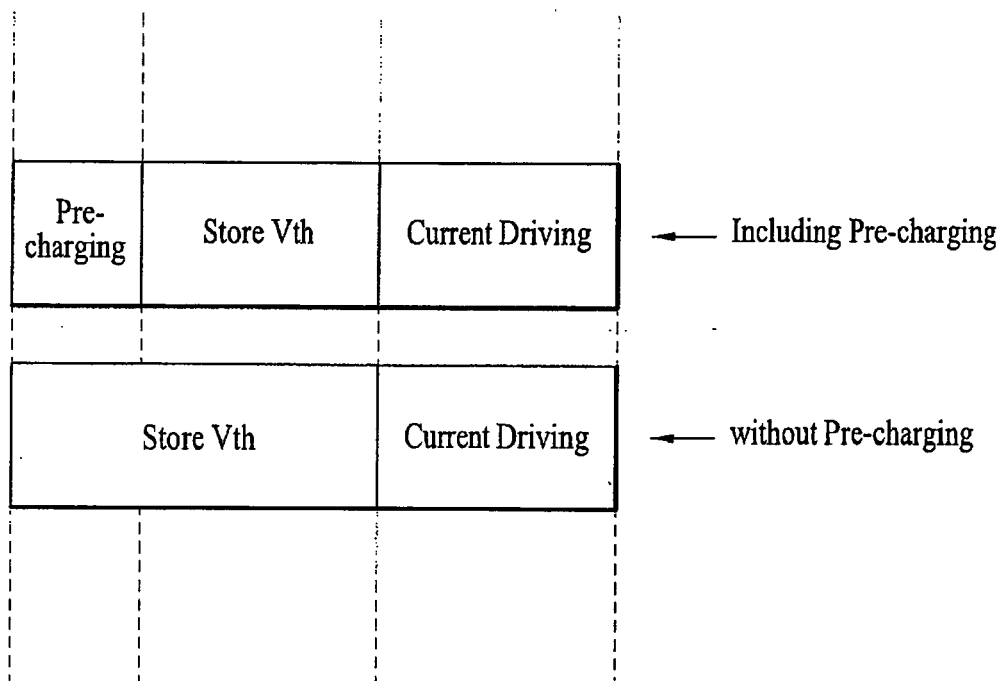 Pre-
charging
Store Vth
Current Driving
Including Pre-charging
Store Vth
Current Driving
without Pre-charging